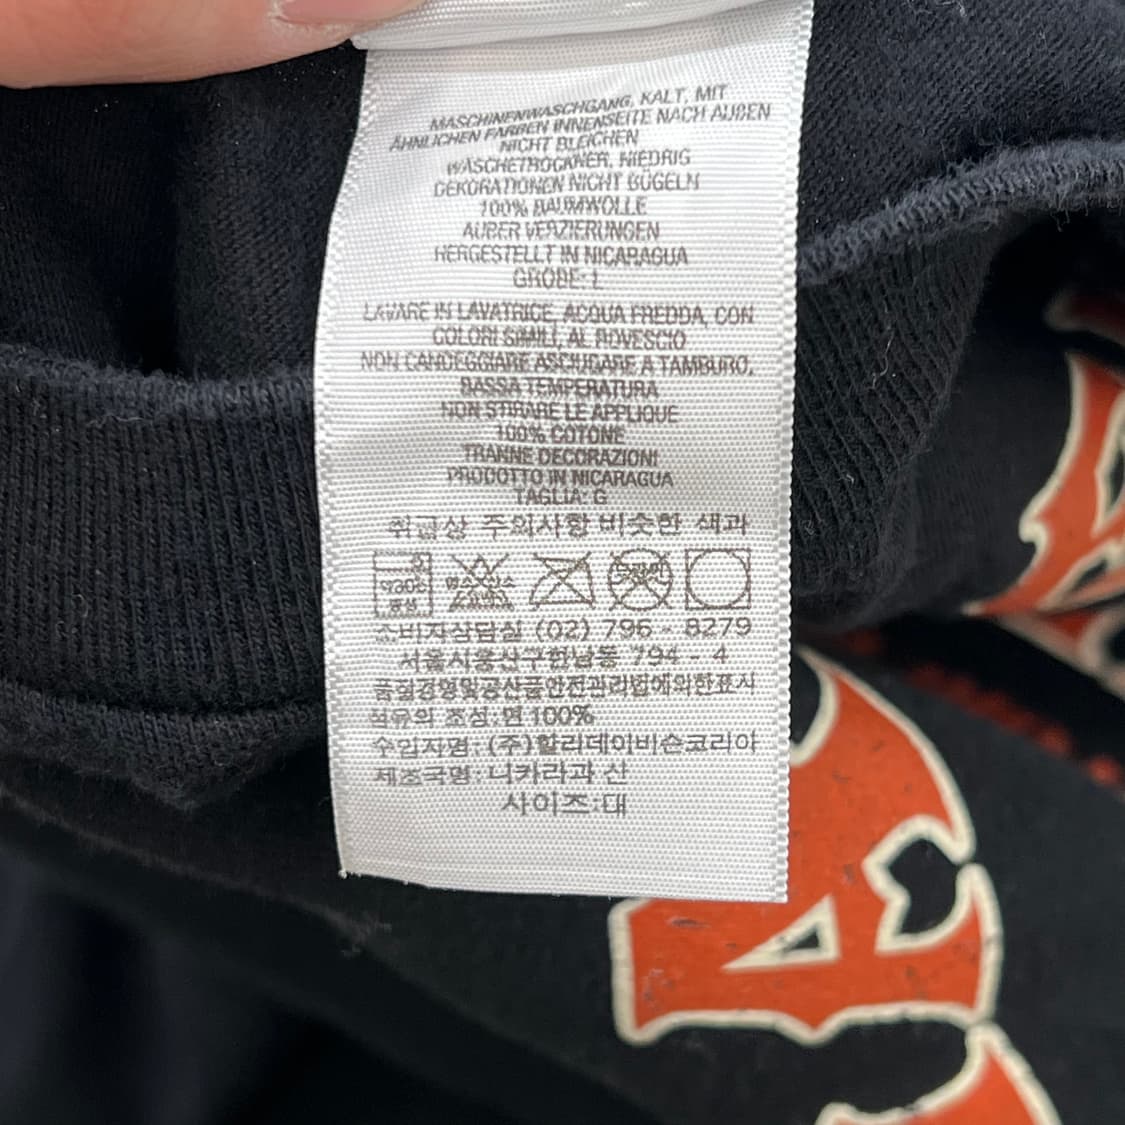 MASCHINENWASCHGANG, KALT, MIT
ÄHNLICHEN FARBEN INNENSEITE NACH AUßEN
NICHT BLEICHEN
WÄSCHETROCKNER, NIEDRIG
DEKORATIONEN NICHT BÜGELN
100% BAUMWOLLE
AUßER VERZIERUNGEN
HERGESTELLT IN NICARAGUA
GRÖßE: L
LAVARE IN LAVATRICE, ACQUA FREDDA, CON
COLORI SIMILI, AL ROVESCIO
NON CANDEGGIARE ASCIUGARE A TAMBURO,
BASSA TEMPERATURA
NON STIRARE LE APPLIQUE
100% COTONE
TRANNE DECORAZIONI
PRODOTTO IN NICARAGUA
TAGLIA: G
취급상 주의사항 비슷한 색과
중성
소비자상담실 (02) 796 - 8279
서울시용산구한남동 794 - 4
품질경영및공산품안전관리법에의한표시
섬유의 조성: 면 100%
수입자명: (주)할리데이비슨코리아
제조국명: 니카라과 산
사이즈:대